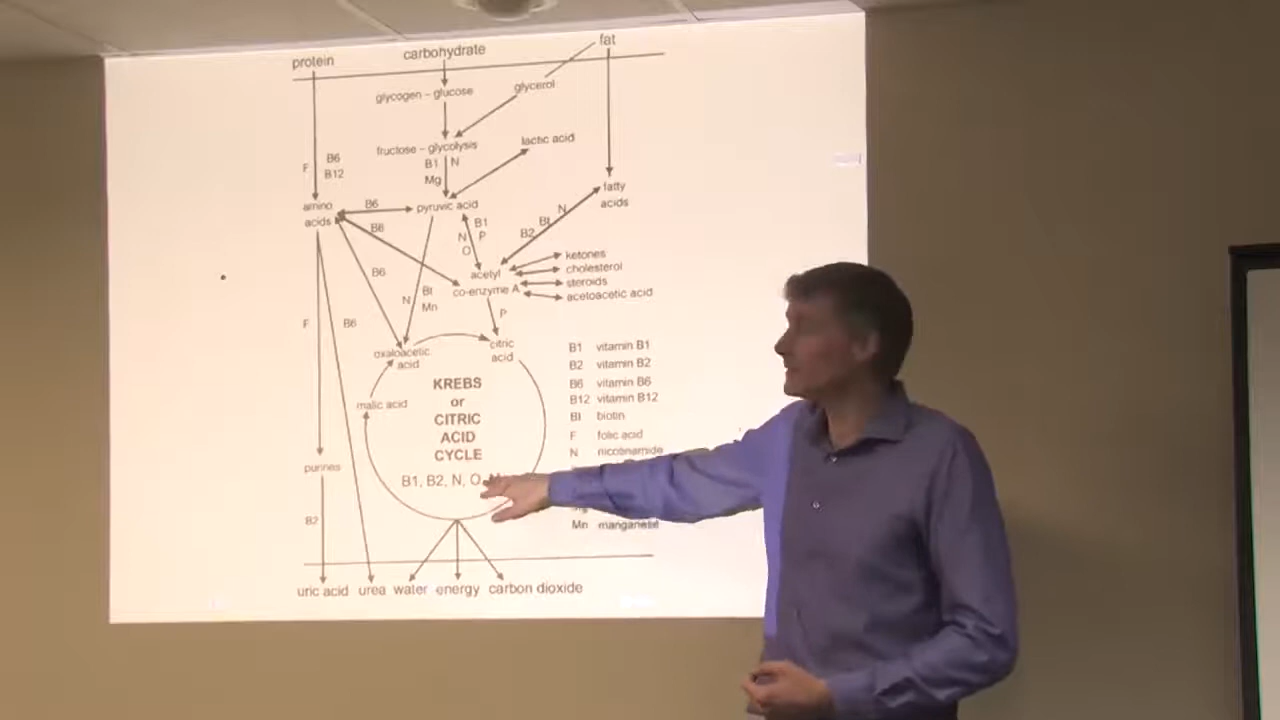 protein carbohydrate fat
glycogen – glucose glycerol
fructose – glycolysis lactic acid
B1 N
Mg
F B6
B12
amino
acids
B6 pyruvic acid fatty
acids
B6
N B1
P
O
B2 Bt N
B6
acetyl
co-enzyme A
ketones
cholesterol
steroids
acetoacetic acid
N Bt
Mn
P
F B6
oxaloacetic
acid
citric
acid
malic acid
KREBS
or
CITRIC
ACID
CYCLE
B1, B2, N, O
B1 vitamin B1
B2 vitamin B2
B6 vitamin B6
B12 vitamin B12
Bt biotin
F folic acid
N nicotinamide
Mg
Mn manganese
purines
B2
uric acid urea water energy carbon dioxide